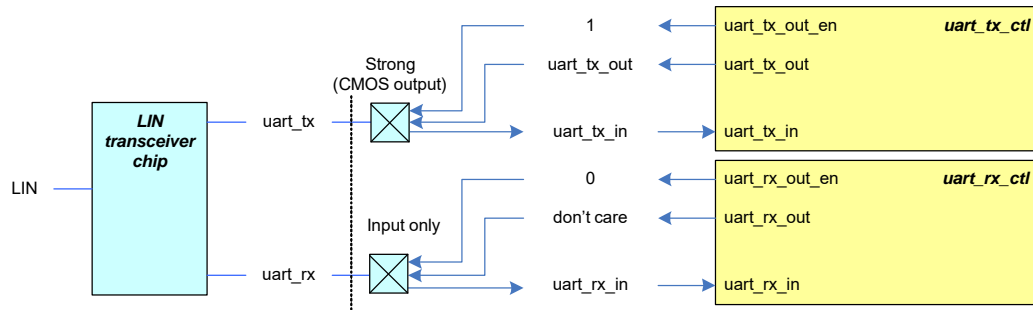 1
uart_tx_out_en
uart_tx_ctl
Strong
(CMOS output)
uart_tx_out
uart_tx_out
LIN
transceiver
chip
uart_tx
uart_tx_in
uart_tx_in
LIN
0
uart_rx_out_en
uart_rx_ctl
Input only
don't care
uart_rx_out
uart_rx
uart_rx_in
uart_rx_in